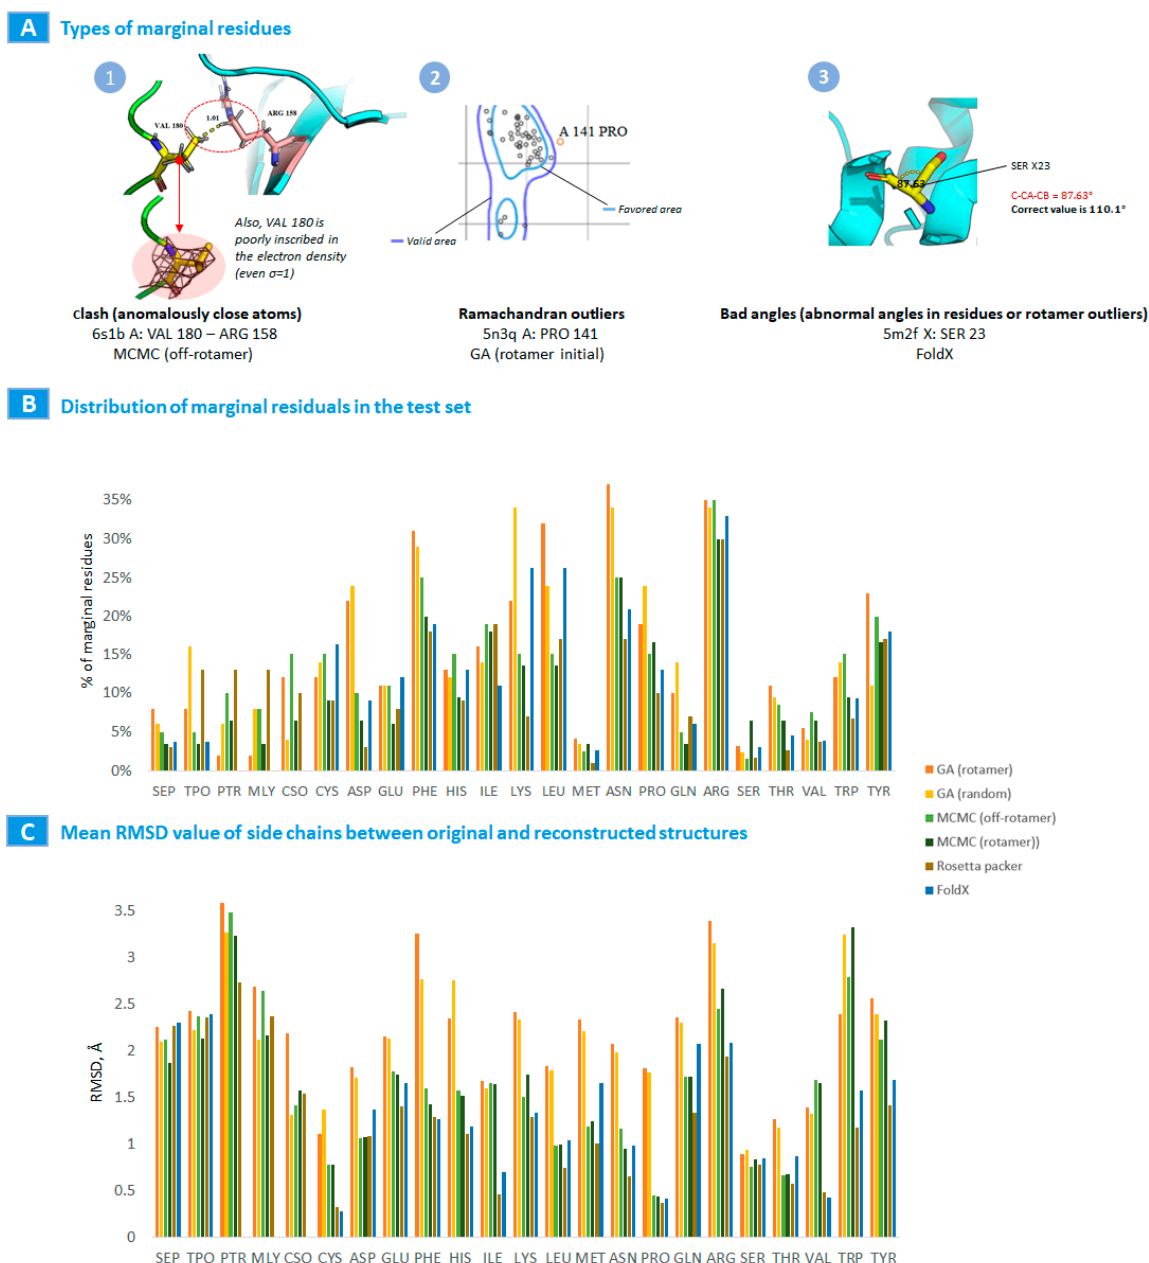 A Types of marginal residues
1
2
3
VAL 180
1.01
ARG 158
A 141 PRO
SER X23
87.63
C-CA-CB = 87.63°
Correct value is 110.1°
Favored area
Valid area
Also, VAL 180 is
poorly inscribed in
the electron density
(even σ=1)
Clash (anomalously close atoms)
6s1b A: VAL 180 – ARG 158
MCMC (off-rotamer)
Ramachandran outliers
5n3q A: PRO 141
GA (rotamer initial)
Bad angles (abnormal angles in residues or rotamer outliers)
5m2f X: SER 23
FoldX
B Distribution of marginal residuals in the test set
% of marginal residues
35%
30%
25%
20%
15%
10%
5%
0%
SEP TPO PTR MLY CSO CYS ASP GLU PHE HIS ILE LYS LEU MET ASN PRO GLN ARG SER THR VAL TRP TYR
GA (rotamer)
GA (random)
MCMC (off-rotamer)
MCMC (rotamer))
Rosetta packer
FoldX
C Mean RMSD value of side chains between original and reconstructed structures
RMSD, Å
3.5
3
2.5
2
1.5
1
0.5
0
SEP TPO PTR MLY CSO CYS ASP GLU PHE HIS ILE LYS LEU MET ASN PRO GLN ARG SER THR VAL TRP TYR